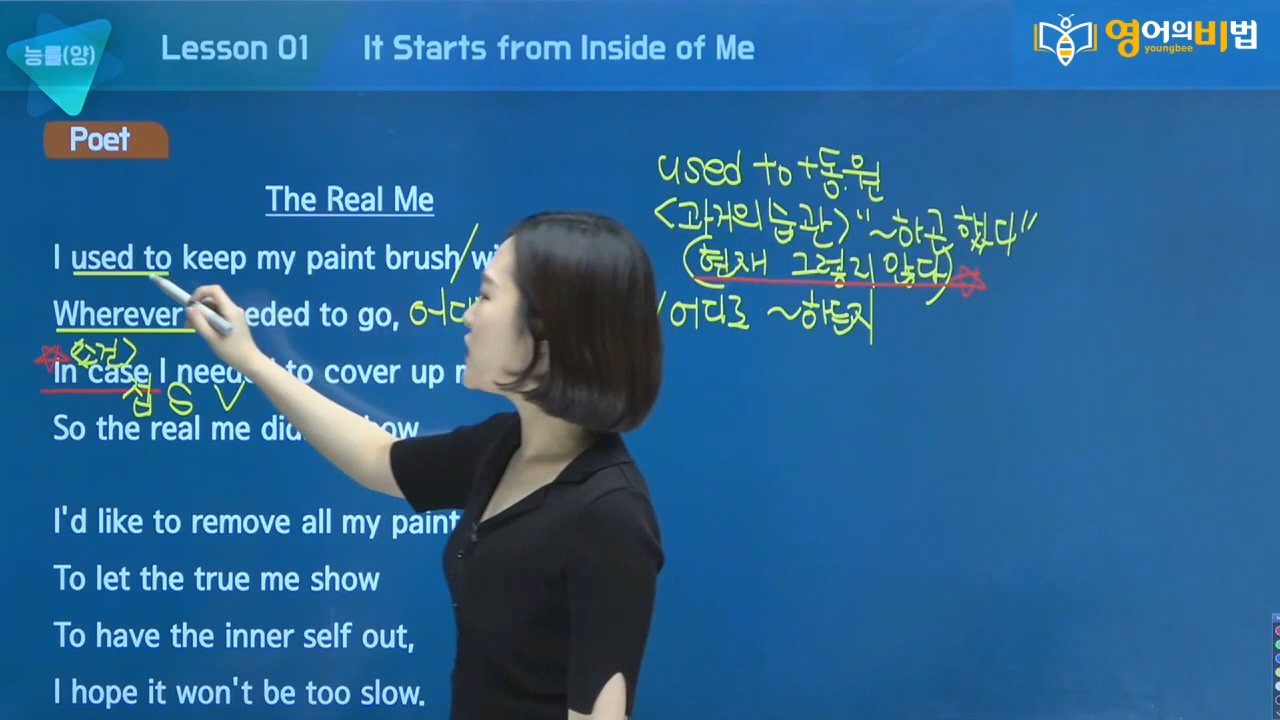 능률(양)
Lesson 01 It Starts from Inside of Me
영어의비법
youngbee
Poet
The Real Me
used to + 동.원
<과거의 습관> "~하곤 했다"
I used to keep my paint brush wi
(현재 그렇지 않다)
Wherever eded to go,
/어디로 ~하든지
In case I need to cover up
접 S V
So the real me did ow
I'd like to remove all my paint
To let the true me show
To have the inner self out,
I hope it won't be too slow.